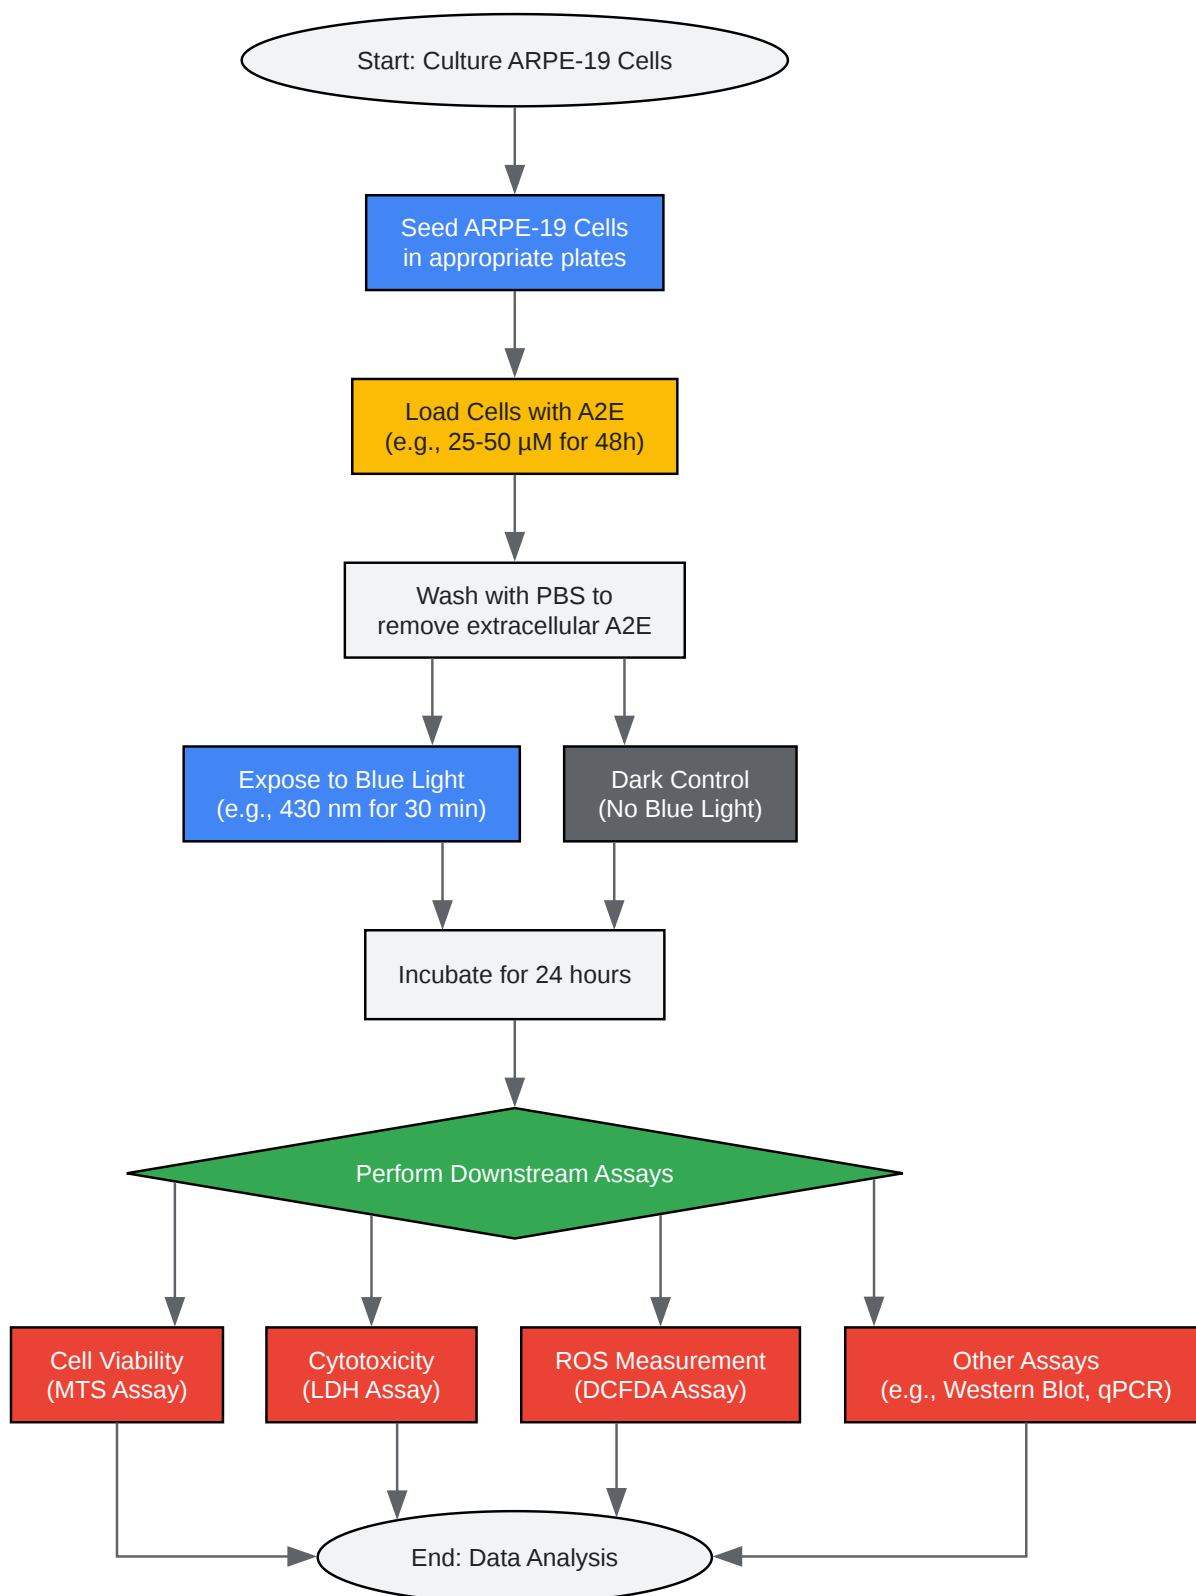 Start: Culture ARPE-19 Cells
Seed ARPE-19 Cells
in appropriate plates
Load Cells with A2E
(e.g., 25-50 µM for 48h)
Wash with PBS to
remove extracellular A2E
Expose to Blue Light
(e.g., 430 nm for 30 min)
Dark Control
(No Blue Light)
Incubate for 24 hours
Perform Downstream Assays
Cell Viability
(MTS Assay)
Cytotoxicity
(LDH Assay)
ROS Measurement
(DCFDA Assay)
Other Assays
(e.g., Western Blot, qPCR)
End: Data Analysis